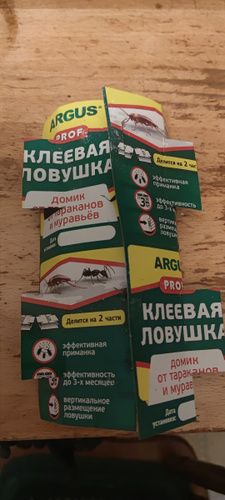 ARGUS®
PROF
КЛЕЕВАЯ
ЛОВУШКА
домик
от тараканов
и муравьёв
Делится на 2 части
эффективная
приманка
эффективность
до 3-х месяцев
вертикальное
размещение
ловушки
Делится на 2 части
эффективная
приманка
эффективность
до 3-х
вертикальное
размещение
ловушки
ARGUS
PROF
КЛЕЕВАЯ
ЛОВУШКА
домик
от тараканов
и муравьёв
Дата
установки: